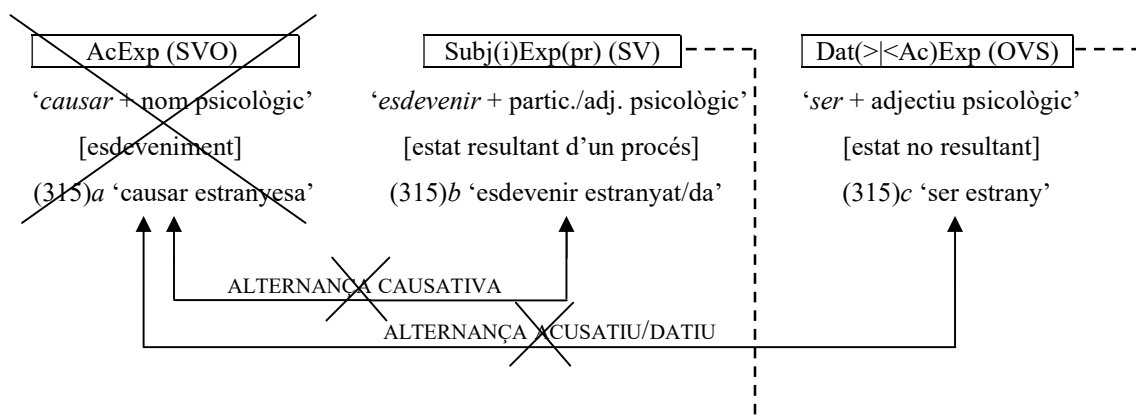 AcExp (SVO) Subj(i)Exp(pr) (SV) Dat(>|<Ac)Exp (OVS)
‘causar + nom psicològic’ ‘esdevenir + partic./adj. psicològic’ ‘ser + adjectiu psicològic’
[esdeveniment] [estat resultant d’un procés] [estat no resultant]
(315)a ‘causar estranyesa’ (315)b ‘esdevenir estranyat/da’ (315)c ‘ser estrany’
ALTERNANÇA CAUSATIVA
ALTERNANÇA ACUSATIU/DATIU